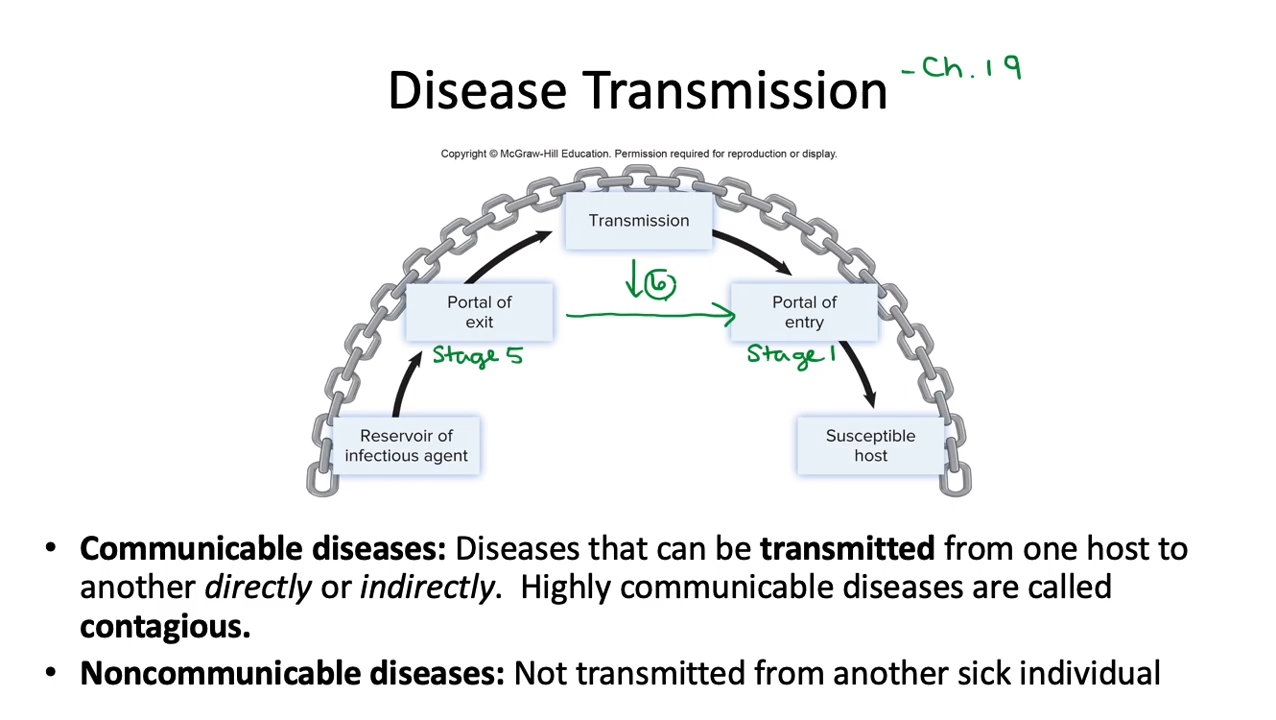 Disease Transmission
- Ch. 19
Copyright © McGraw-Hill Education. Permission required for reproduction or display.
Transmission
6
Portal of
exit
Stage 5
Portal of
entry
Stage 1
Reservoir of
infectious agent
Susceptible
host
• Communicable diseases: Diseases that can be transmitted from one host to
another directly or indirectly. Highly communicable diseases are called
contagious.
• Noncommunicable diseases: Not transmitted from another sick individual